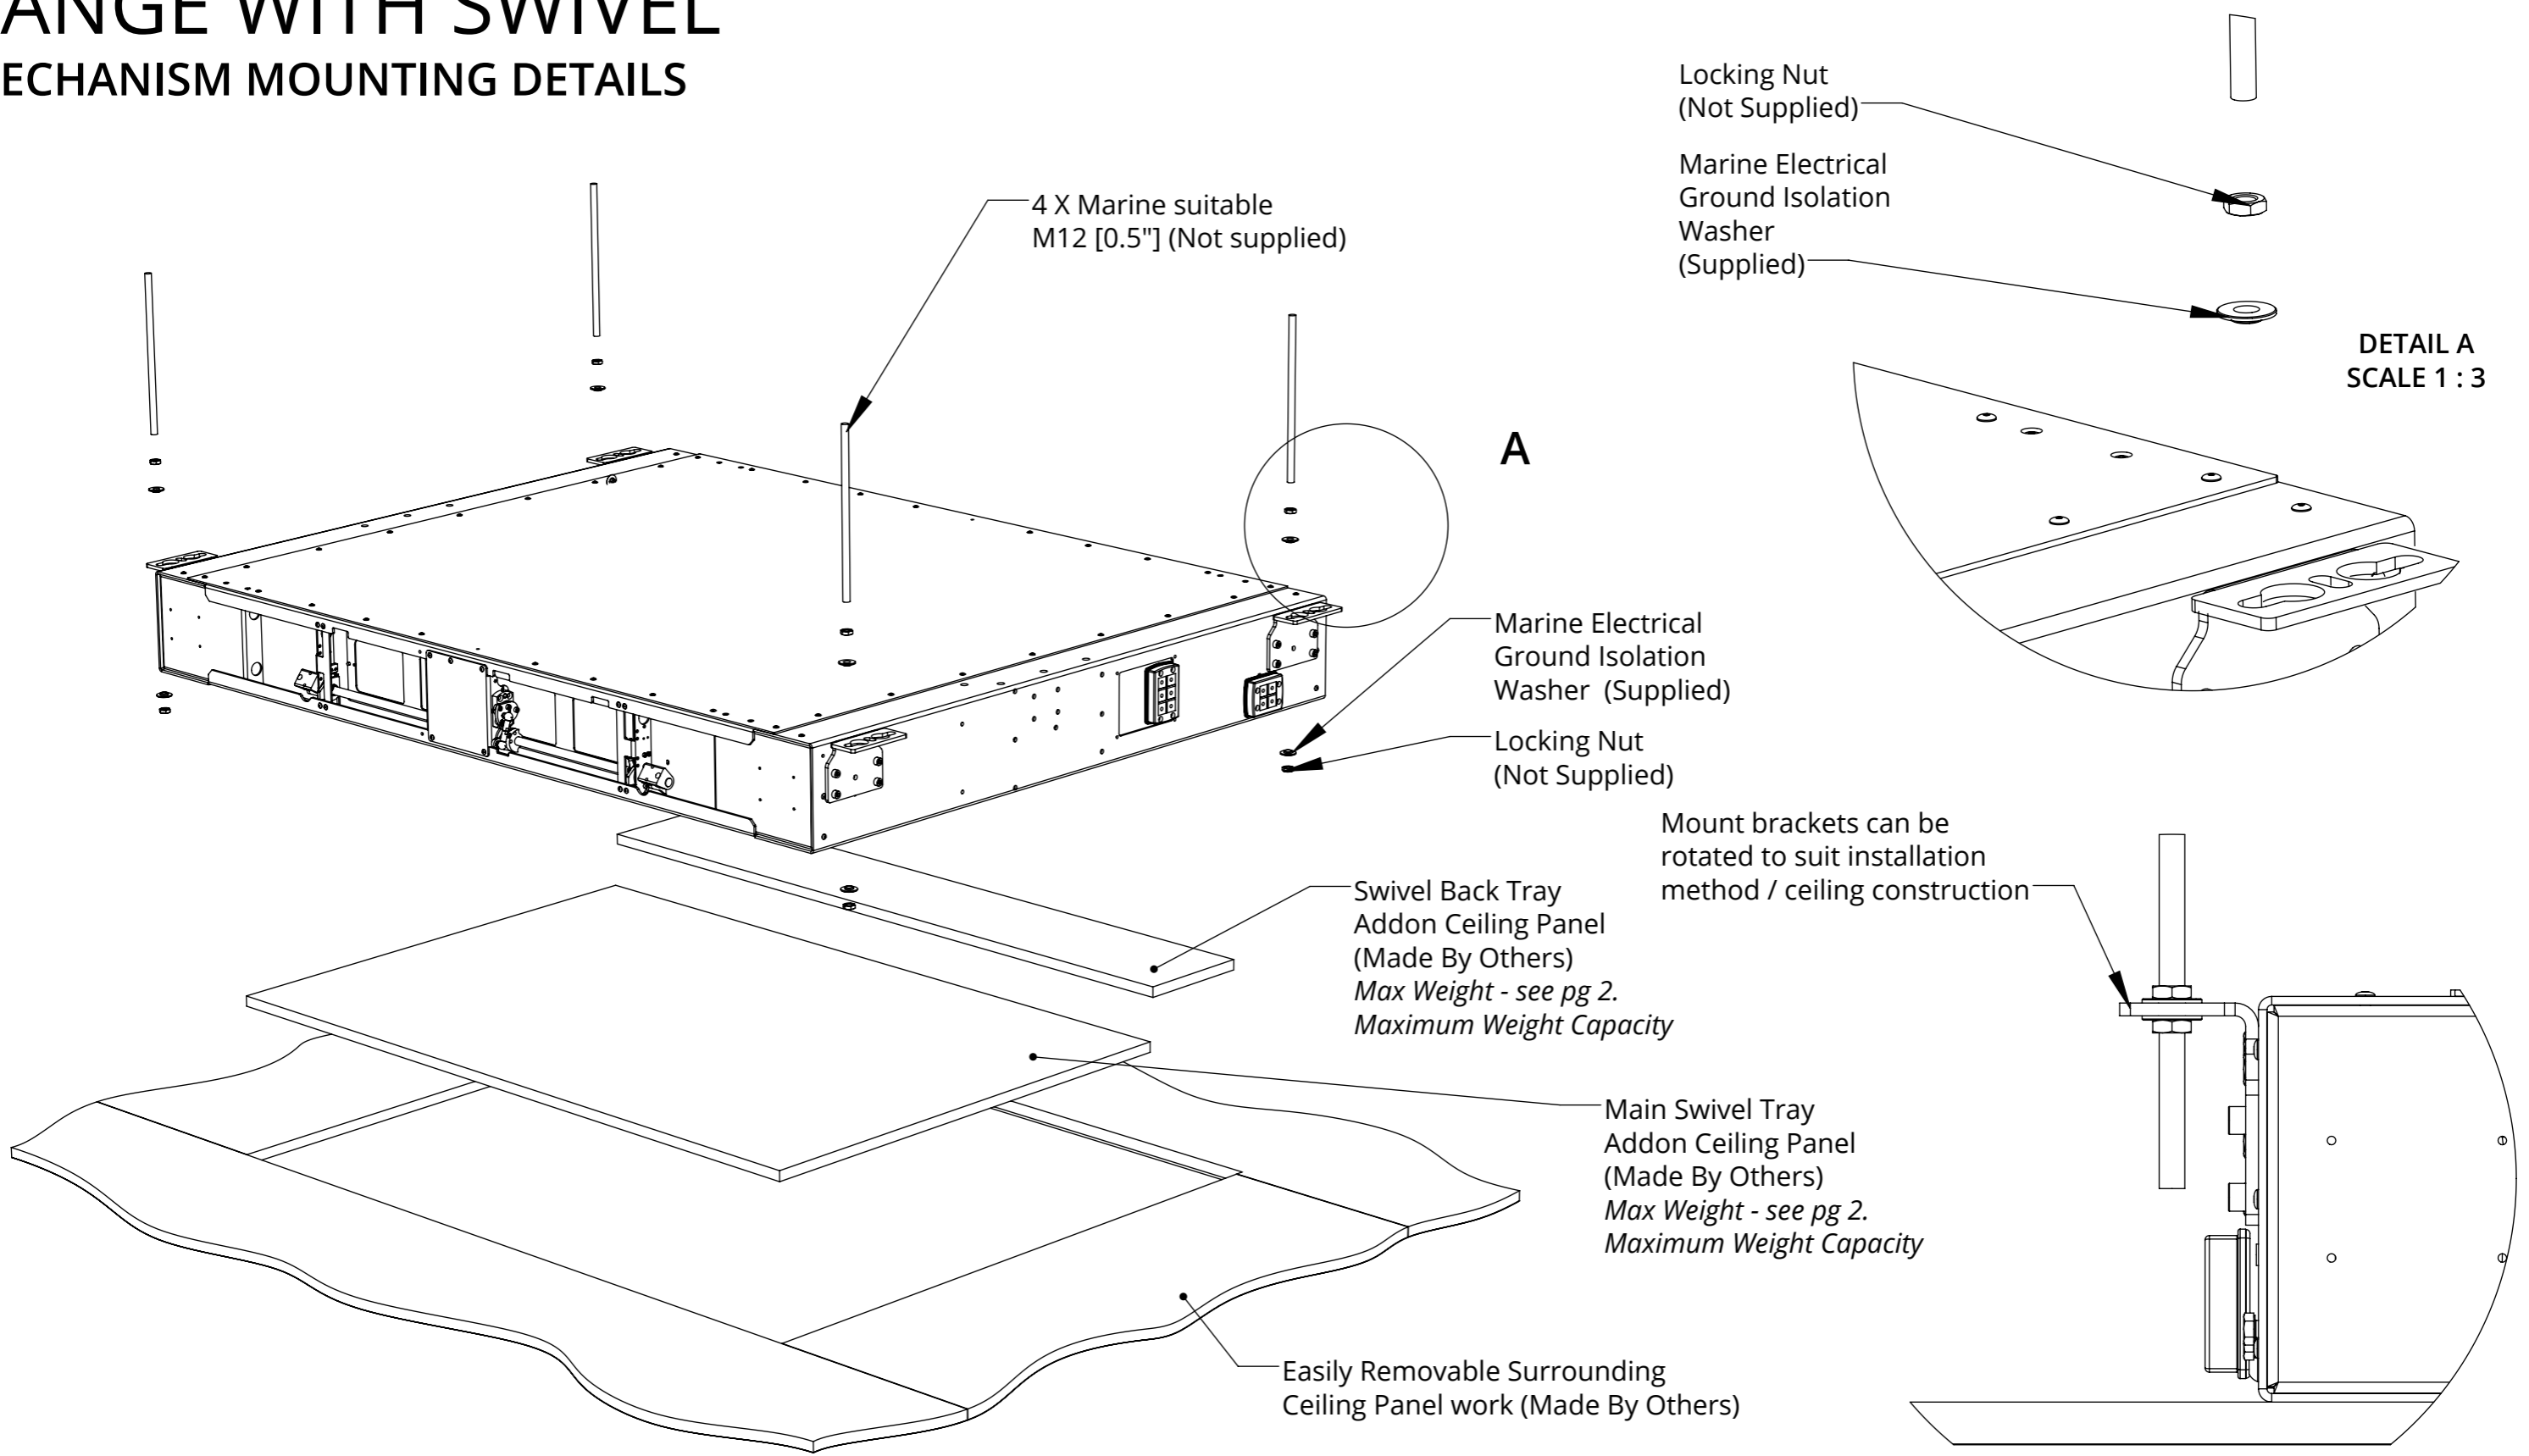 ANGE WITH SWIVEL
ECHANISM MOUNTING DETAILS
4 X Marine suitable
M12 [0.5"] (Not supplied)
Locking Nut
(Not Supplied)
Marine Electrical
Ground Isolation
Washer
(Supplied)
DETAIL A
SCALE 1 : 3
A
Marine Electrical
Ground Isolation
Washer (Supplied)
Locking Nut
(Not Supplied)
Mount brackets can be
rotated to suit installation
method / ceiling construction
Swivel Back Tray
Addon Ceiling Panel
(Made By Others)
Max Weight - see pg 2.
Maximum Weight Capacity
Main Swivel Tray
Addon Ceiling Panel
(Made By Others)
Max Weight - see pg 2.
Maximum Weight Capacity
Easily Removable Surrounding
Ceiling Panel work (Made By Others)